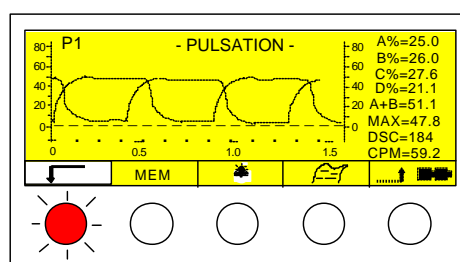 P1 - PULSATION -
80 80
60 60
40 40
20 20
0 0
0 0.5 1.0 1.5
A%=25.0
B%=26.0
C%=27.6
D%=21.1
A+B=51.1
MAX=47.8
DSC=184
CPM=59.2
MEM